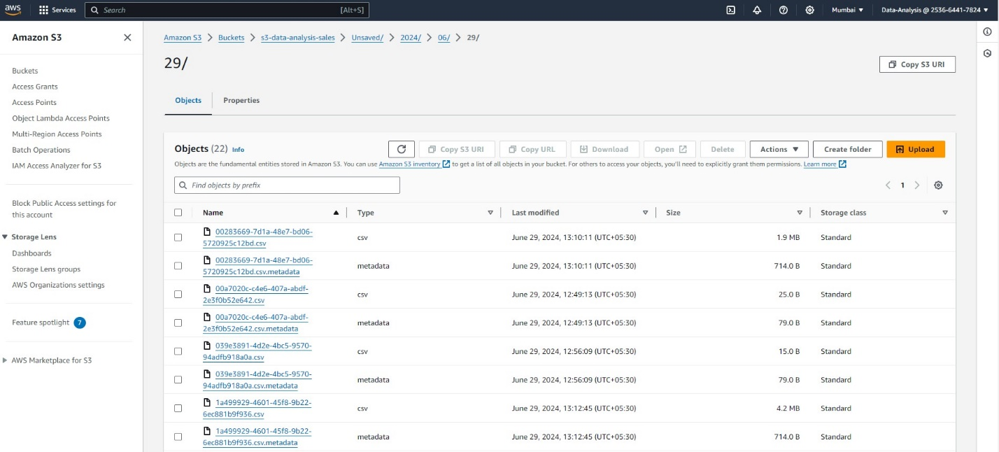 aws Services Search [Alt+S] Mumbai ▼ Data-Analysis @ 2536-6441-7824 ▼
Amazon S3
Buckets
Access Grants
Access Points
Object Lambda Access Points
Multi-Region Access Points
Batch Operations
IAM Access Analyzer for S3
Block Public Access settings for
this account
Storage Lens
Dashboards
Storage Lens groups
AWS Organizations settings
Feature spotlight 7
AWS Marketplace for S3
Amazon S3 > Buckets > s3-data-analysis-sales > Unsaved/ > 2024/ > 06/ > 29/
29/
Copy S3 URI
Objects Properties
Objects (22) Info Copy S3 URI Copy URL Download Open Delete Actions ▼ Create folder Upload
Objects are the fundamental entities stored in Amazon S3. You can use Amazon S3 inventory to get a list of all objects in your bucket. For others to access your objects, you'll need to explicitly grant them permissions. Learn more
Find objects by prefix < 1 >
Name Type Last modified Size Storage class
00283669-7d1a-48e7-bd06-
5720925c12bd.csv csv June 29, 2024, 13:10:11 (UTC+05:30) 1.9 MB Standard
00283669-7d1a-48e7-bd06-
5720925c12bd.csv.metadata metadata June 29, 2024, 13:10:11 (UTC+05:30) 714.0 B Standard
00a7020c-c4e6-407a-abdf-
2e3f0b52e642.csv csv June 29, 2024, 12:49:13 (UTC+05:30) 25.0 B Standard
00a7020c-c4e6-407a-abdf-
2e3f0b52e642.csv.metadata metadata June 29, 2024, 12:49:13 (UTC+05:30) 79.0 B Standard
039e3891-4d2e-4bc5-9570-
94adfb918a0a.csv csv June 29, 2024, 12:56:09 (UTC+05:30) 15.0 B Standard
039e3891-4d2e-4bc5-9570-
94adfb918a0a.csv.metadata metadata June 29, 2024, 12:56:09 (UTC+05:30) 79.0 B Standard
1a499929-4601-45f8-9b22-
6ec881b9f936.csv csv June 29, 2024, 13:12:45 (UTC+05:30) 4.2 MB Standard
1a499929-4601-45f8-9b22-
6ec881b9f936.csv.metadata metadata June 29, 2024, 13:12:45 (UTC+05:30) 714.0 B Standard